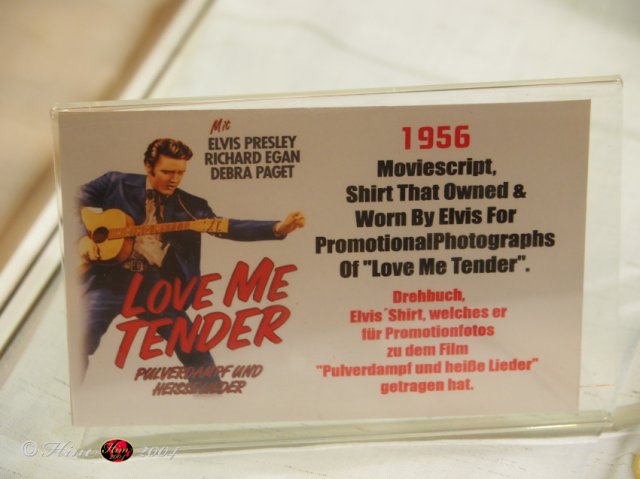 Mit
ELVIS PRESLEY
RICHARD EGAN
DEBRA PAGET
LOVE ME
TENDER
PULVERDAMPF UND
1956
Moviescript,
Shirt That Owned &
Worn By Elvis For
PromotionalPhotographs
Of "Love Me Tender".
Drehbuch,
Elvis´Shirt, welches er
für Promotionfotos
zu dem Film
"Pulverdampf und heiße Lieder"
getragen hat.
©